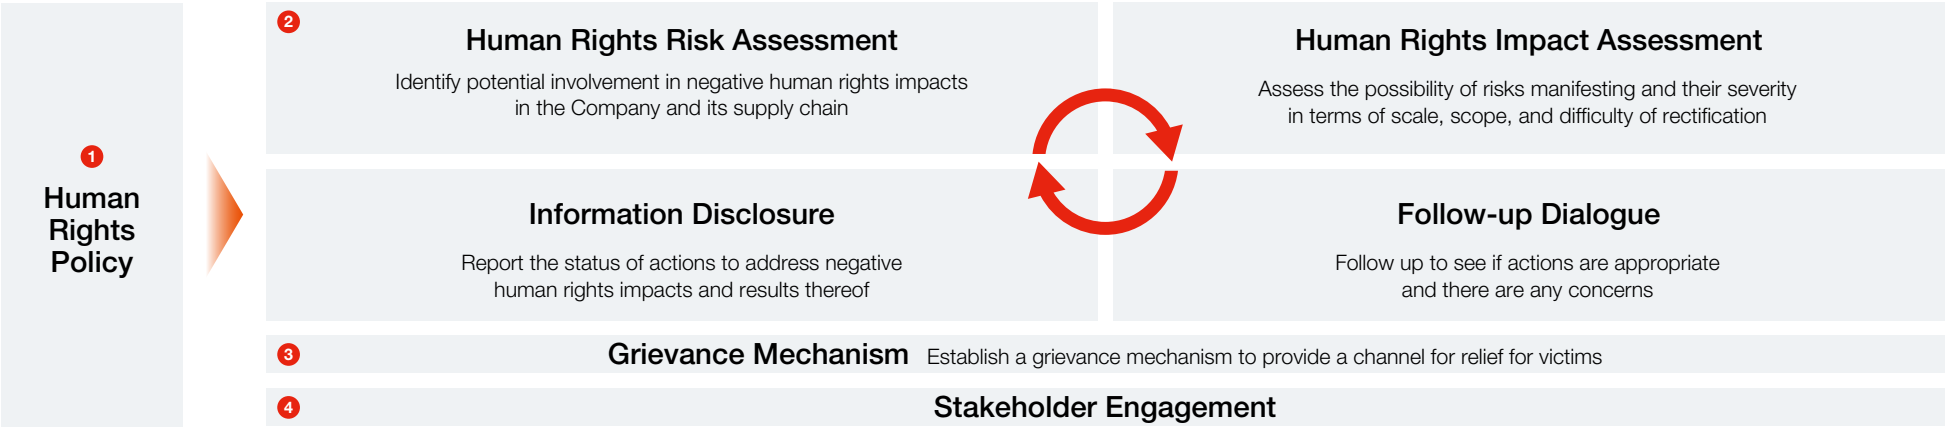 1
Human
Rights
Policy
2
Human Rights Risk Assessment
Identify potential involvement in negative human rights impacts
in the Company and its supply chain
Human Rights Impact Assessment
Assess the possibility of risks manifesting and their severity
in terms of scale, scope, and difficulty of rectification
Information Disclosure
Report the status of actions to address negative
human rights impacts and results thereof
Follow-up Dialogue
Follow up to see if actions are appropriate
and there are any concerns
3
Grievance Mechanism Establish a grievance mechanism to provide a channel for relief for victims
4
Stakeholder Engagement